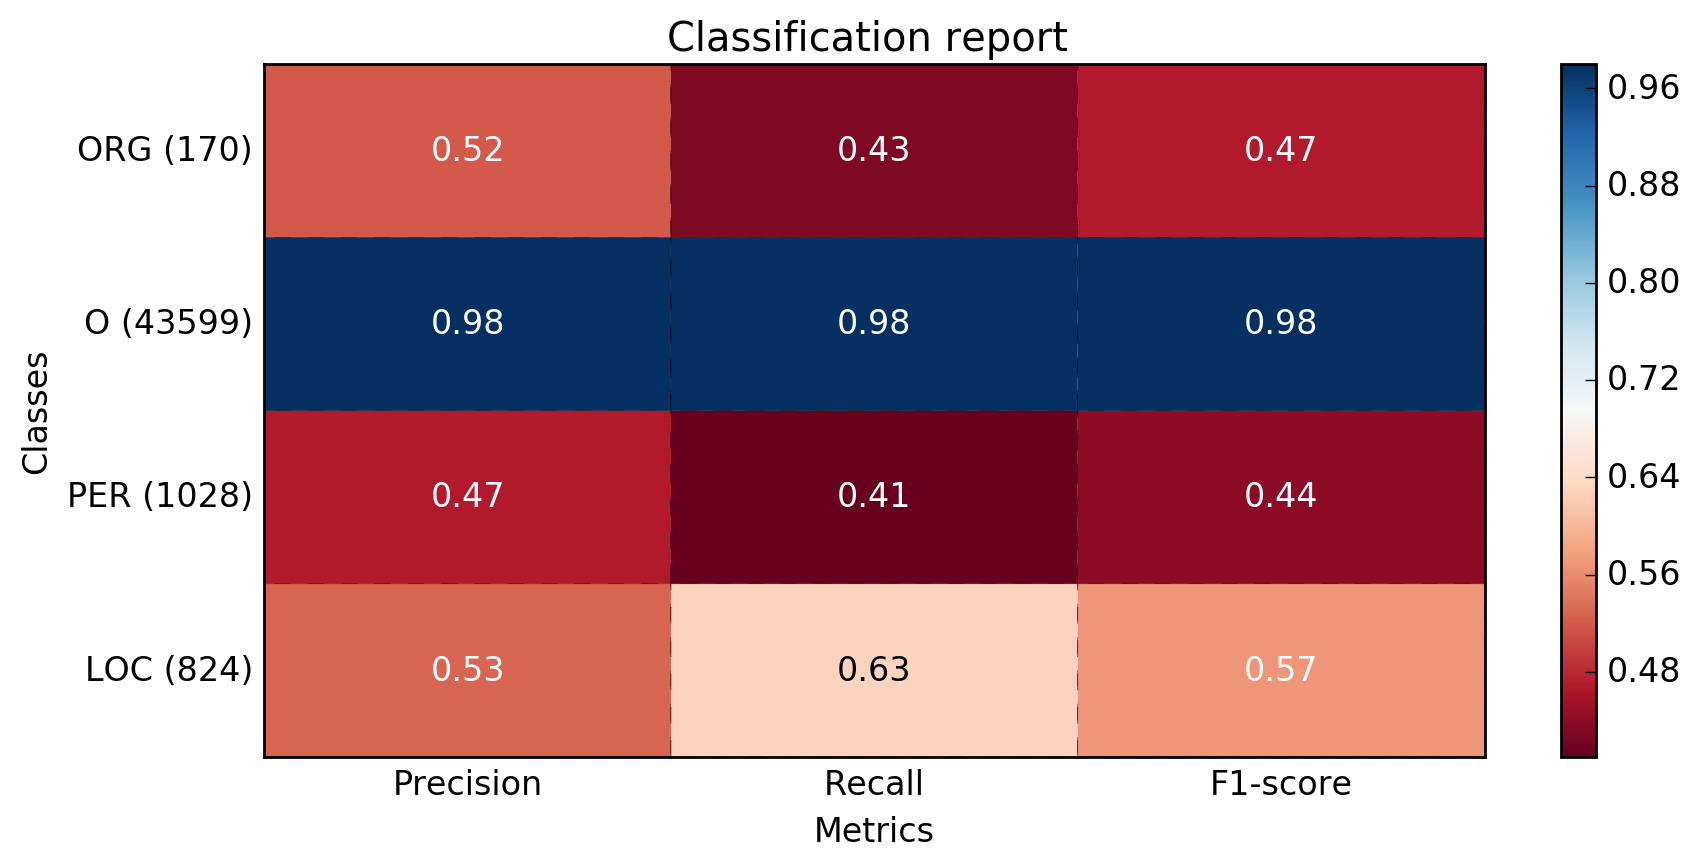 Classification report
ORG (170) 0.52 0.43 0.47
O (43599) 0.98 0.98 0.98
PER (1028) 0.47 0.41 0.44
LOC (824) 0.53 0.63 0.57
Precision Recall F1-score
Metrics
Classes
0.96
0.88
0.80
0.72
0.64
0.56
0.48